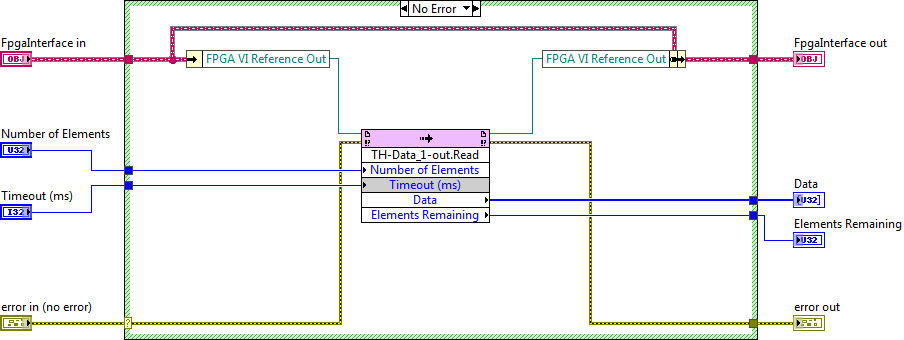 No Error
FpgaInterface in
OBJ
FPGA VI Reference Out
FPGA VI Reference Out
FpgaInterface out
OBJ
Number of Elements
U32
TH-Data_1-out.Read
Number of Elements
Timeout (ms)
Data
Elements Remaining
Timeout (ms)
I32
Data
U32
Elements Remaining
U32
error in (no error)
?
error out